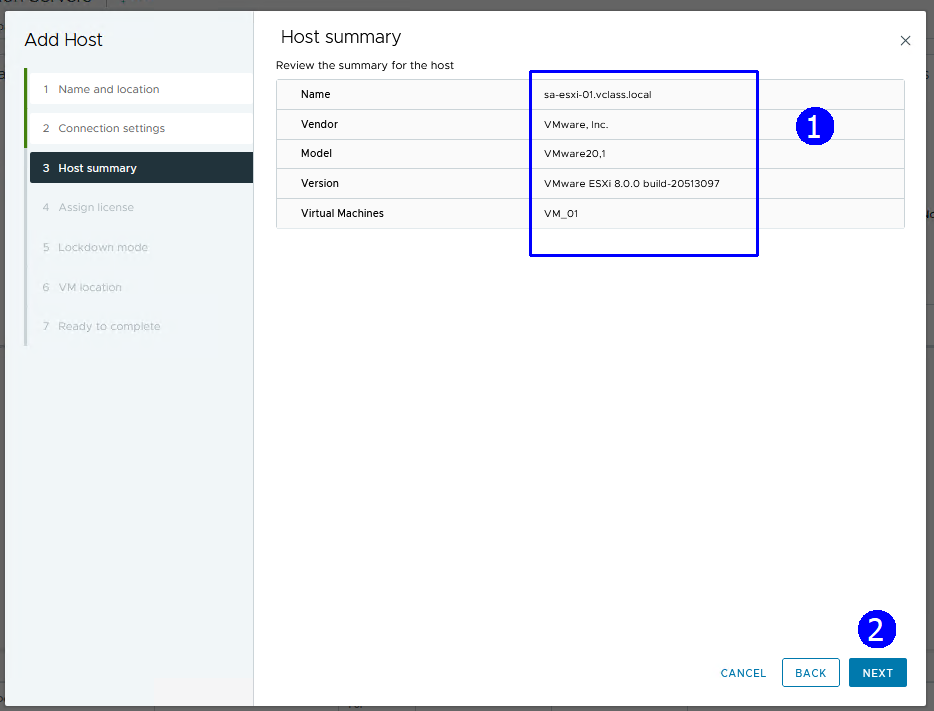 Add Host
1 Name and location
2 Connection settings
3 Host summary
4 Assign license
5 Lockdown mode
6 VM location
7 Ready to complete
Host summary
Review the summary for the host
Name sa-esxi-01.vclass.local
Vendor VMware, Inc.
Model VMware20,1
Version VMware ESXi 8.0.0 build-20513097
Virtual Machines VM_01
1
2
CANCEL BACK NEXT